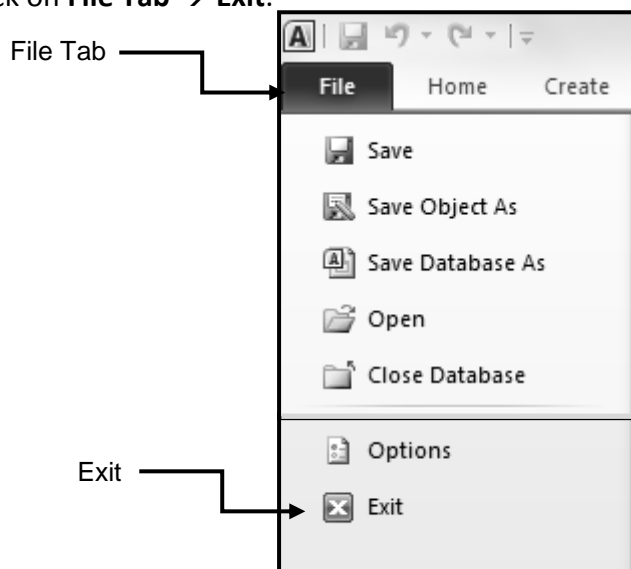 ck on File Tab → Exit.
File Tab
File Home Create
Save
Save Object As
Save Database As
Open
Close Database
Options
Exit
Exit